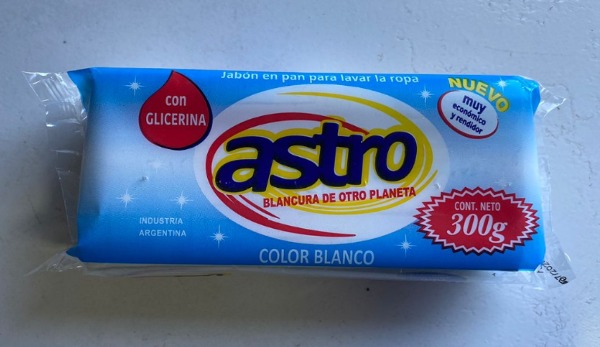 Jabón en pan para lavar la ropa
con
GLICERINA
NUEVO
muy
económico
y rendidor
astro
BLANCURA DE OTRO PLANETA
INDUSTRIA
ARGENTINA
CONT. NETO
300g
COLOR BLANCO